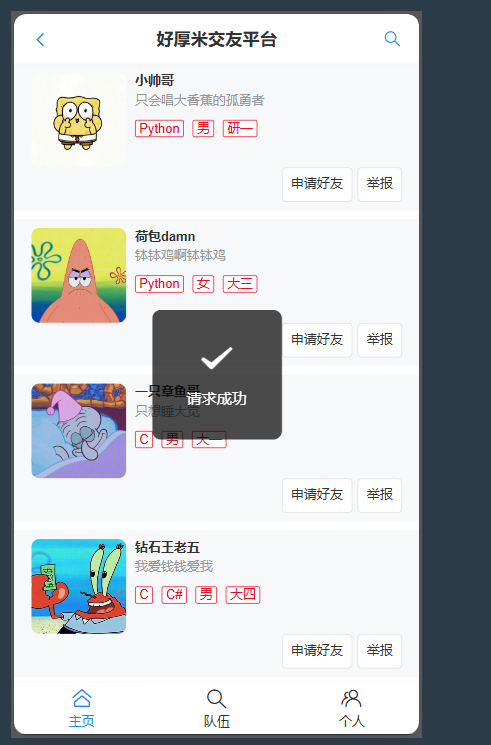 好厚米交友平台
小帅哥
只会唱大香蕉的孤勇者
Python 男 研一
申请好友 举报
荷包damn
钵钵鸡啊钵钵鸡
Python 女 大三
申请好友 举报
请求成功
一只章鱼哥
只想睡大觉
C 男 大一
申请好友 举报
钻石王老五
我爱钱钱爱我
C C# 男 大四
申请好友 举报
主页 队伍 个人